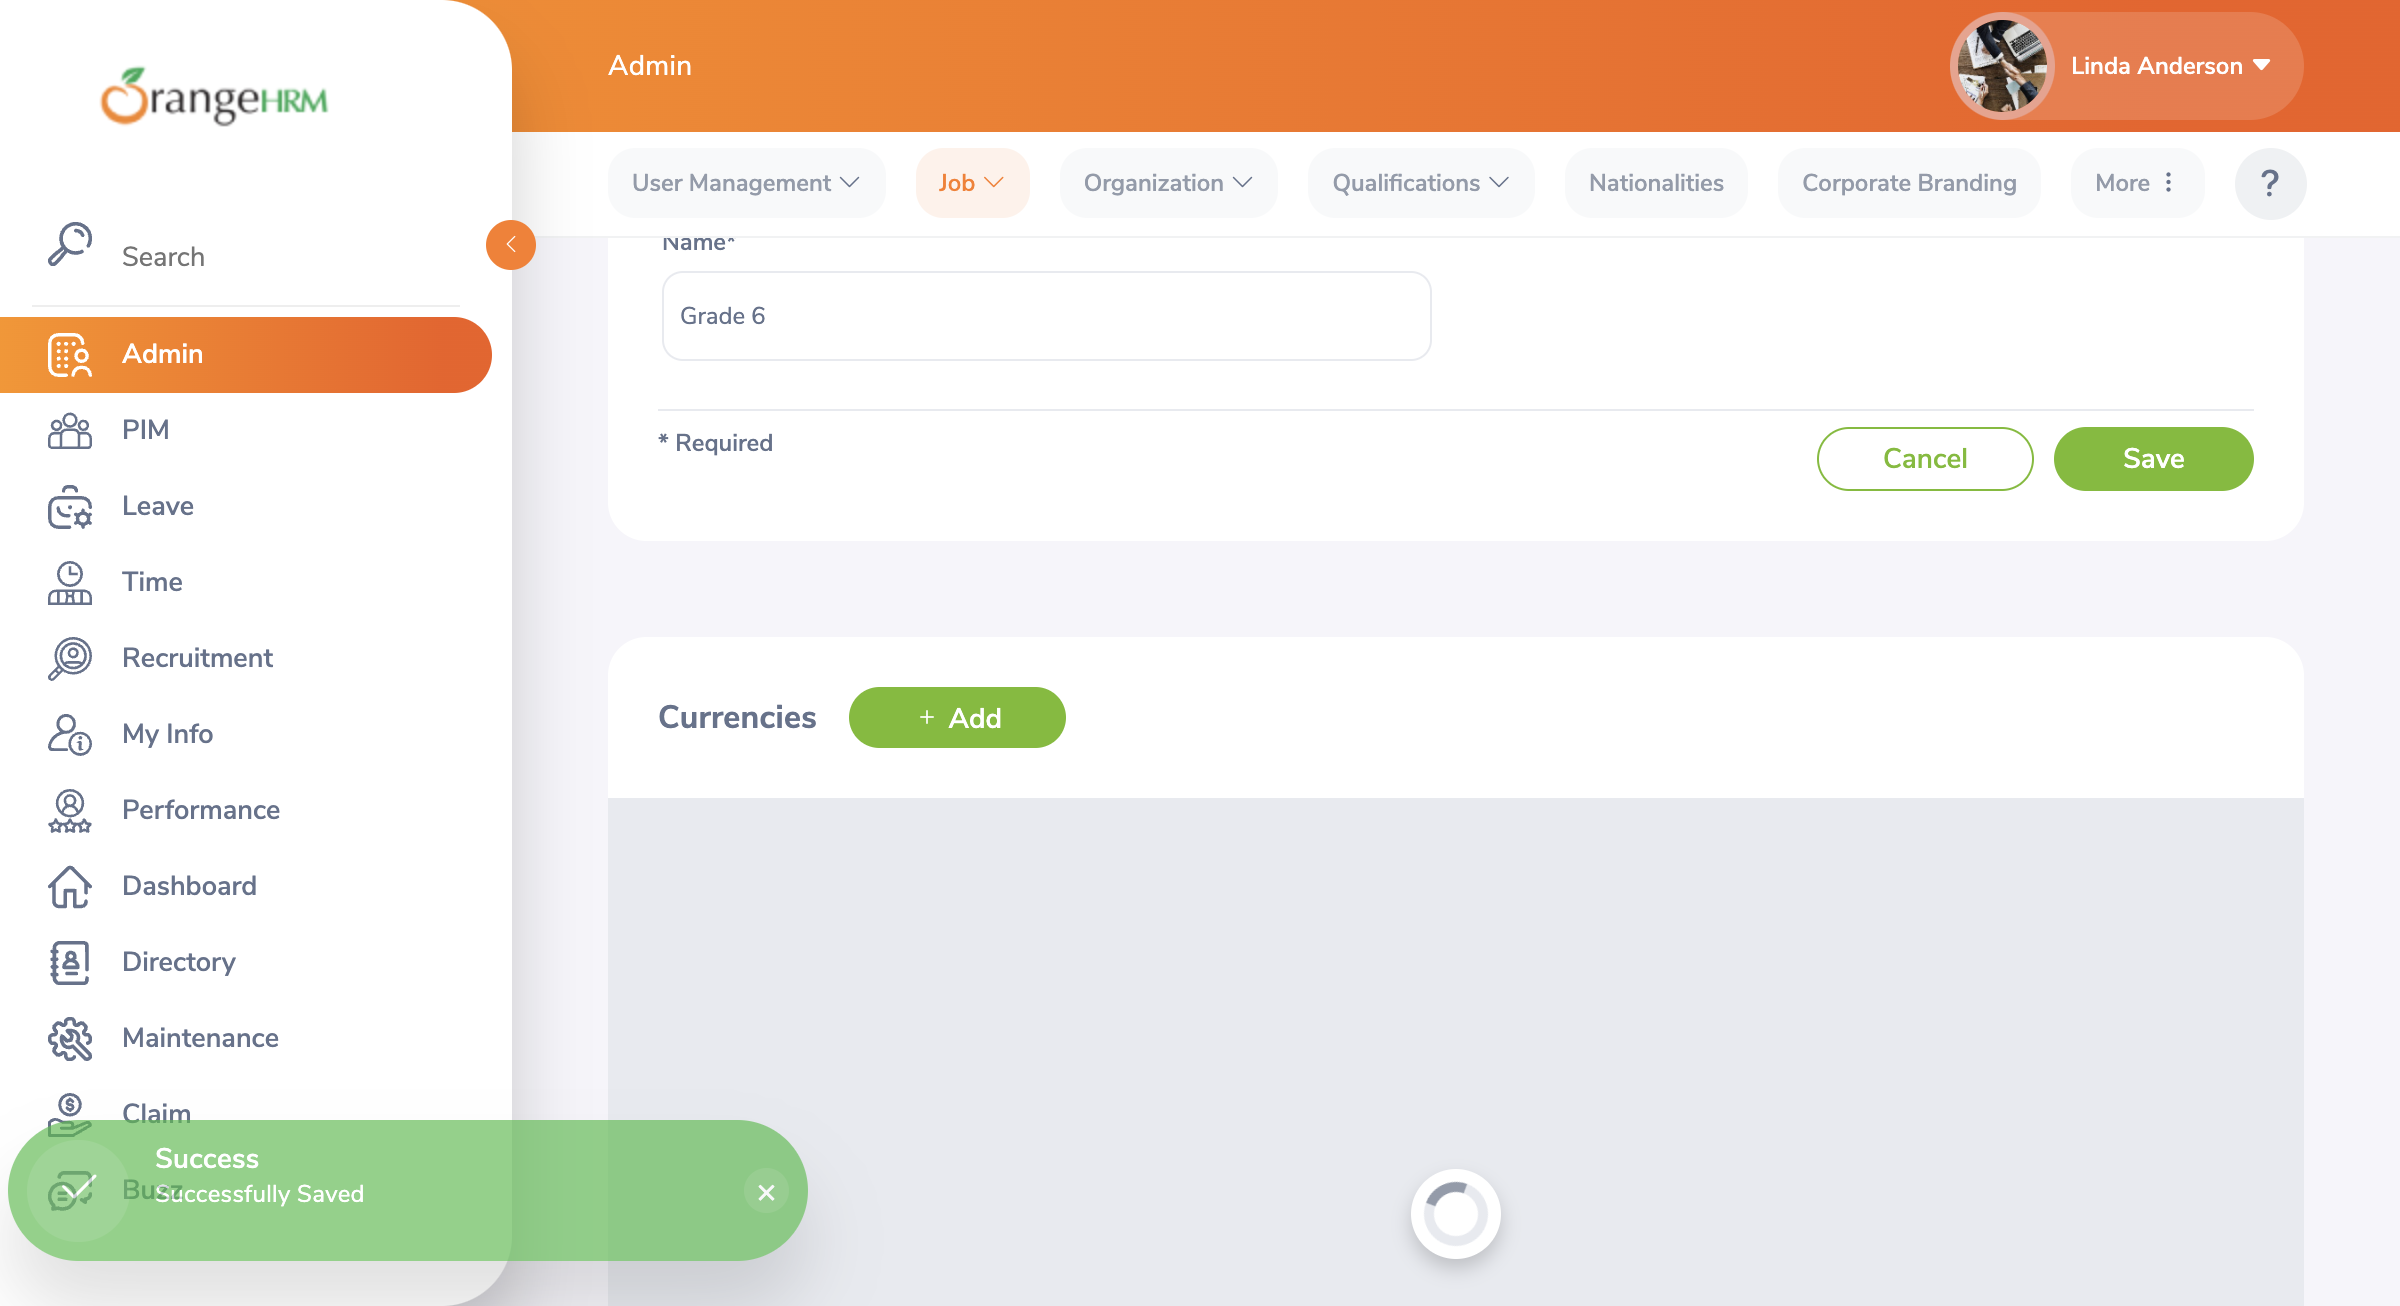 OrangeHRM
Admin
Linda Anderson
User Management
Job
Organization
Qualifications
Nationalities
Corporate Branding
More
?
Search
Admin
PIM
Leave
Time
Recruitment
My Info
Performance
Dashboard
Directory
Maintenance
Claim
Buzz
Name*
Grade 6
* Required
Cancel
Save
Currencies
+ Add
Success
Successfully Saved